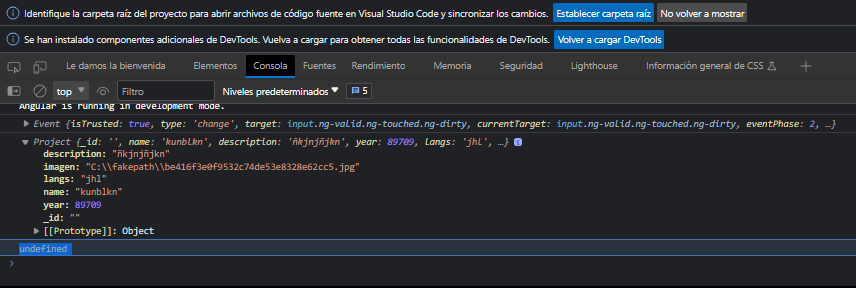 Identifique la carpeta raíz del proyecto para abrir archivos de código fuente en Visual Studio Code y sincronizar los cambios. Establecer carpeta raíz No volver a mostrar
Se han instalado componentes adicionales de DevTools. Vuelva a cargar para obtener todas las funcionalidades de DevTools. Volver a cargar DevTools
Le damos la bienvenida Elementos Consola Fuentes Rendimiento Memoria Seguridad Lighthouse Información general de CSS
top Filtro Niveles predeterminados 5
Angular is running in development mode.
Event {isTrusted: true, type: 'change', target: input.ng-valid.ng-touched.ng-dirty, currentTarget: input.ng-valid.ng-touched.ng-dirty, eventPhase: 2, …}
Project {_id: '', name: 'kunblkn', description: 'ñkjnjñjkn', year: 89709, langs: 'jhL', …}
description: "ñkjnjñjkn"
imagen: "C:\\fakepath\\be416f3e0f9532c74de53e8328e62cc5.jpg"
langs: "jhl"
name: "kunblkn"
year: 89709
_id: ""
[[Prototype]]: Object
undefined